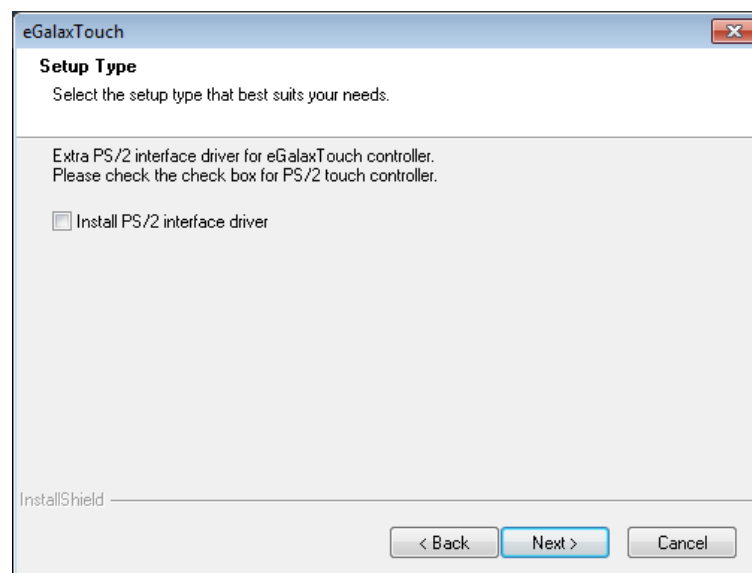 eGalaxTouch
Setup Type
Select the setup type that best suits your needs.
Extra PS/2 interface driver for eGalaxTouch controller.
Please check the check box for PS/2 touch controller.
Install PS/2 interface driver
InstallShield
< Back
Next >
Cancel